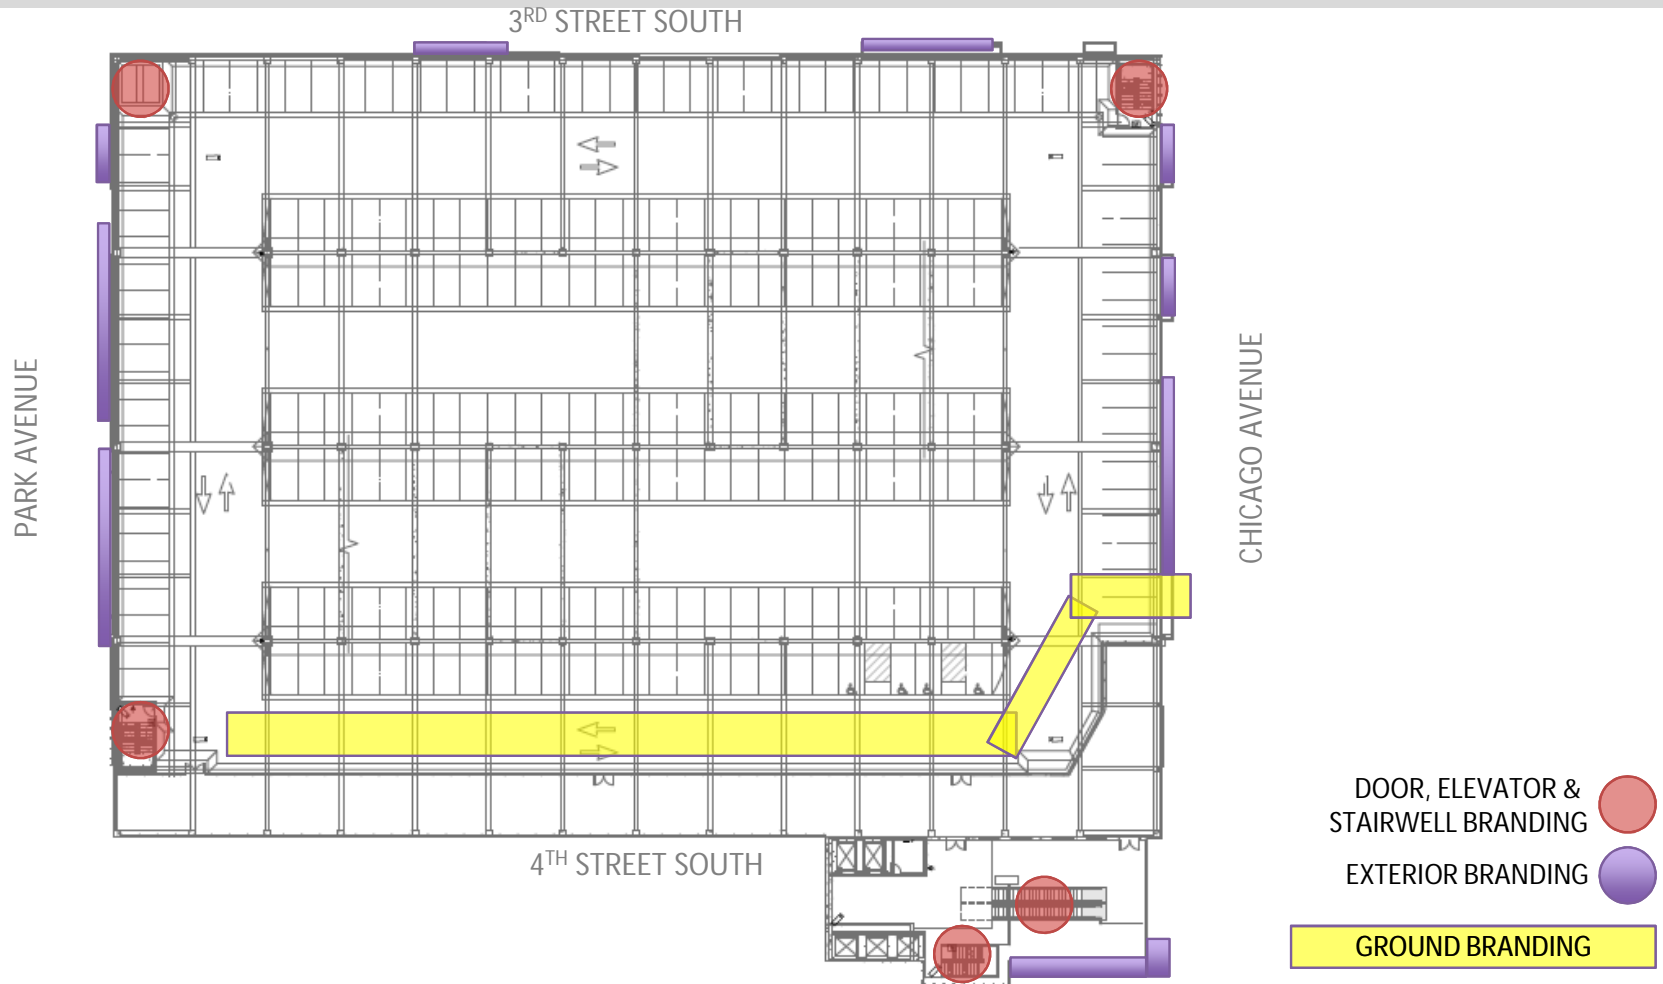 3RD STREET SOUTH
PARK AVENUE
CHICAGO AVENUE
4TH STREET SOUTH
DOOR, ELEVATOR &
STAIRWELL BRANDING
EXTERIOR BRANDING
GROUND BRANDING